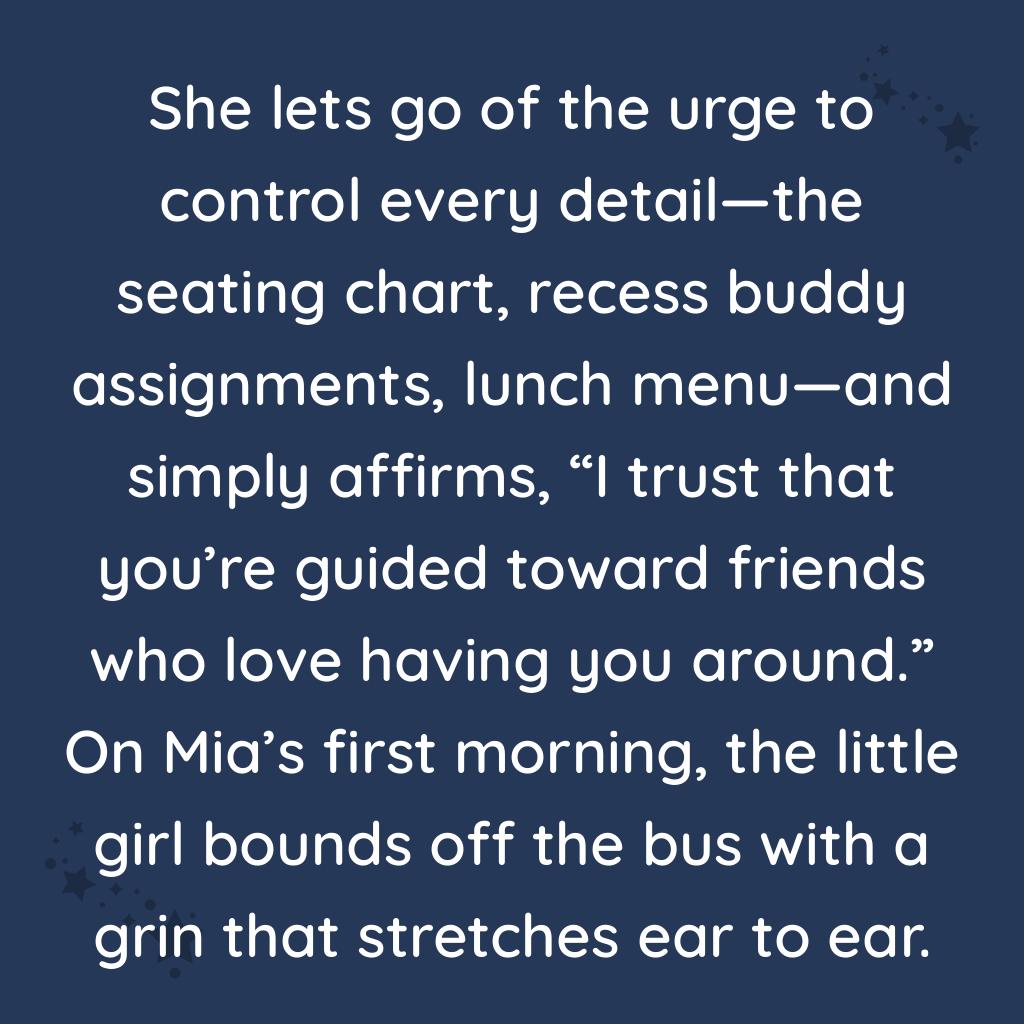 She lets go of the urge to
control every detail—the
seating chart, recess buddy
assignments, lunch menu—and
simply affirms, “I trust that
you’re guided toward friends
who love having you around.”
On Mia’s first morning, the little
girl bounds off the bus with a
grin that stretches ear to ear.